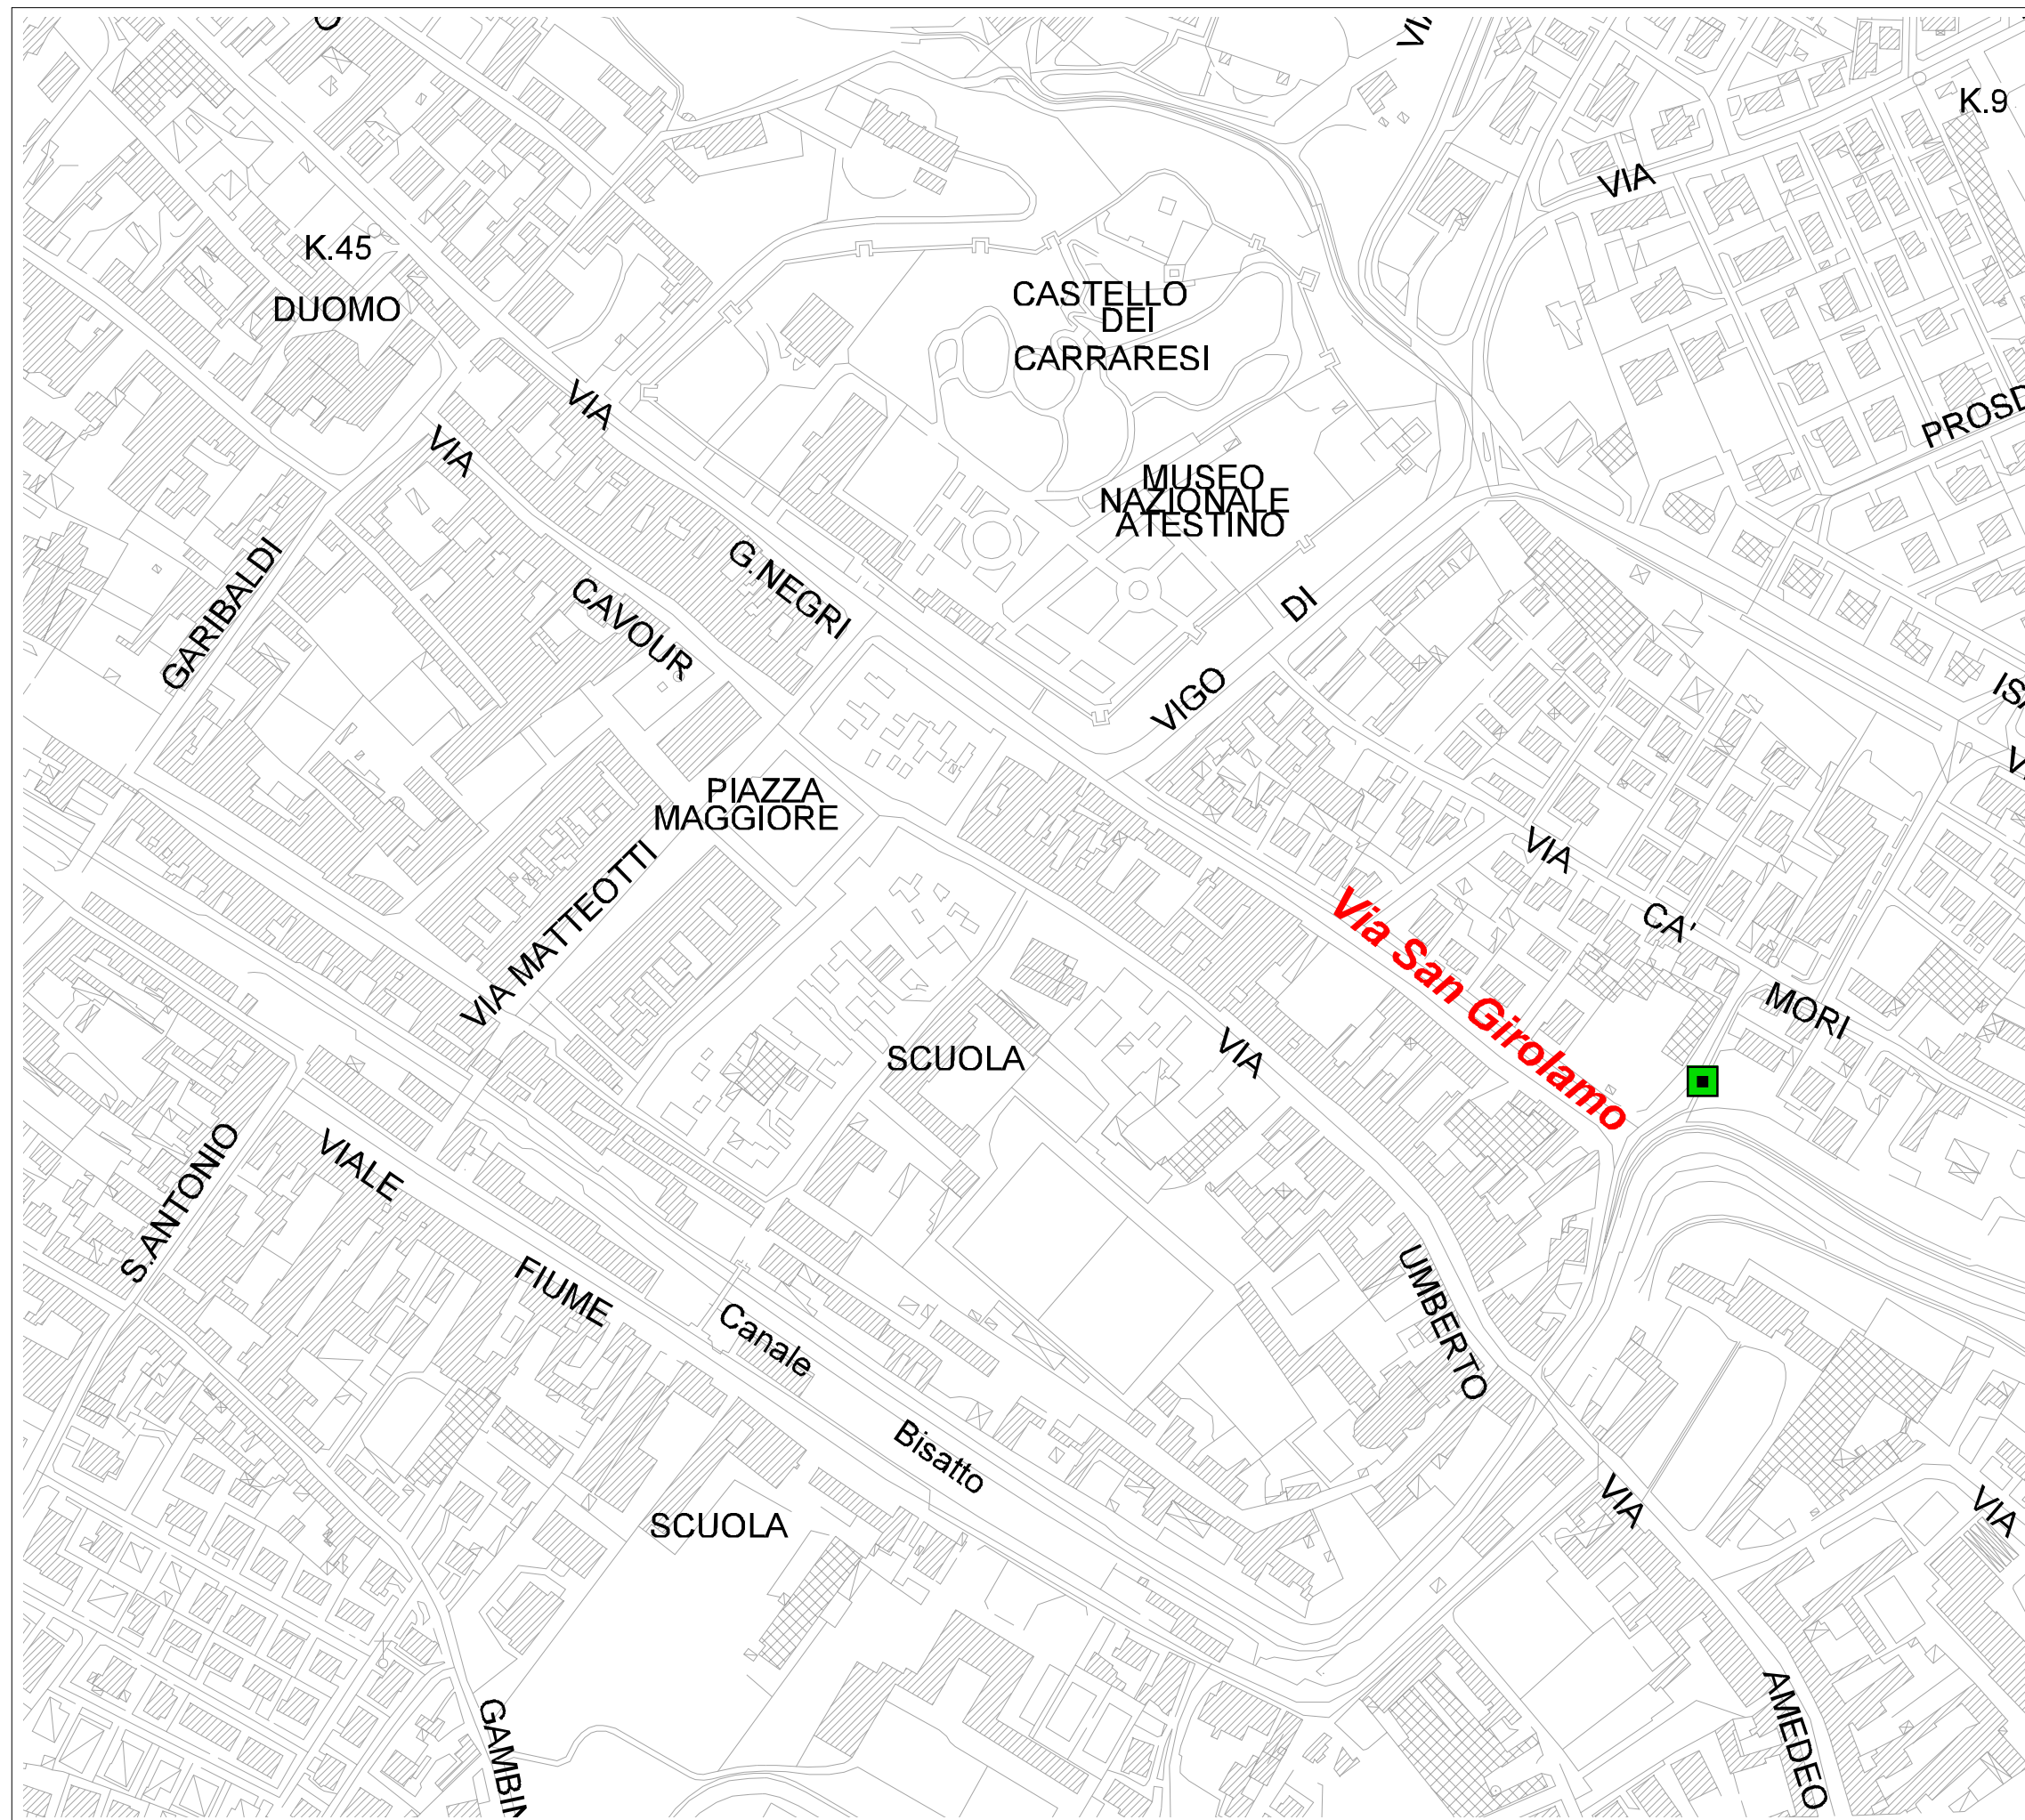 K.9
VIA
K.45
DUOMO
CASTELLO
DEI
CARRARESI
VIA
VIA
MUSEO
NAZIONALE
ATESTINO
G.NEGRI
GARIBALDI
CAVOUR
DI
VIGO
PIAZZA
MAGGIORE
VIA MATTEOTTI
VIA
CA'
MORI
Via San Girolamo
SCUOLA
VIA
UMBERTO
S.ANTONIO
VIALE
FIUME
Canale
Bisatto
SCUOLA
VIA
VIA
AMEDEO